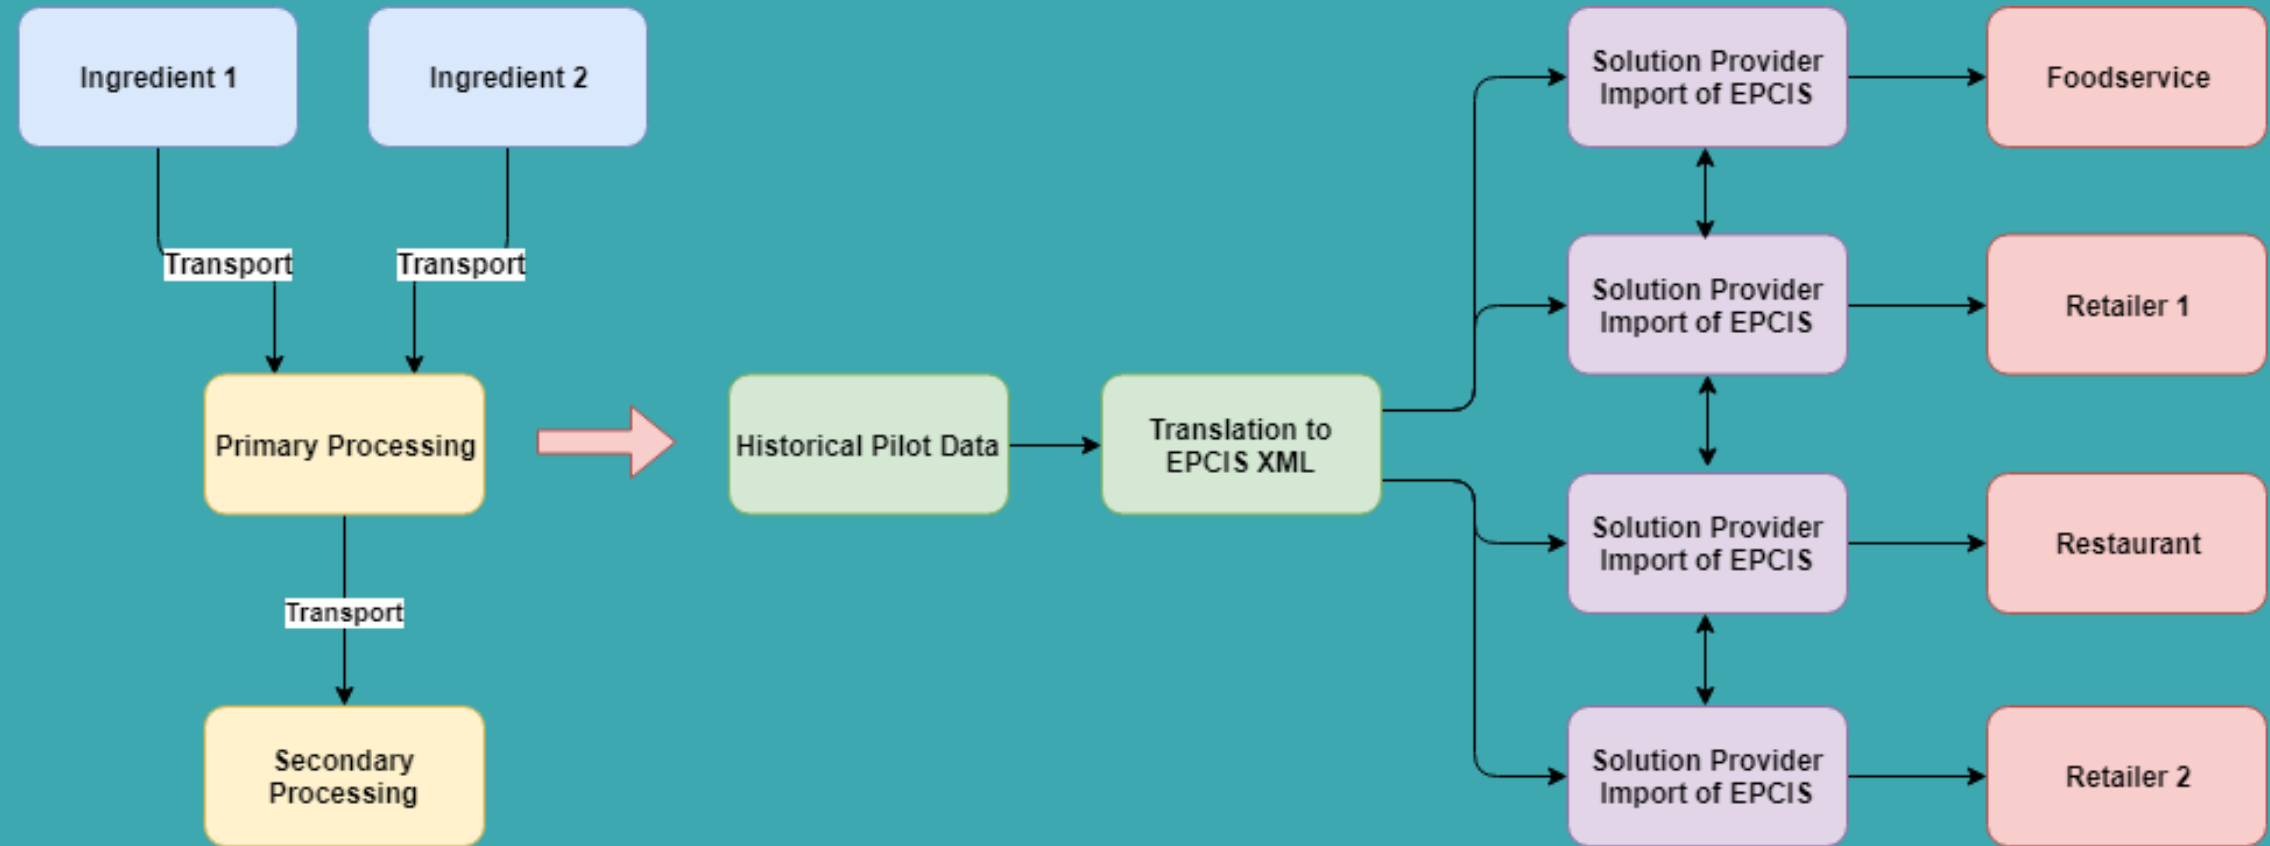 Ingredient 1
Ingredient 2
Transport
Transport
Primary Processing
Transport
Secondary
Processing
Historical Pilot Data
Translation to
EPCIS XML
Solution Provider
Import of EPCIS
Foodservice
Solution Provider
Import of EPCIS
Retailer 1
Solution Provider
Import of EPCIS
Restaurant
Solution Provider
Import of EPCIS
Retailer 2